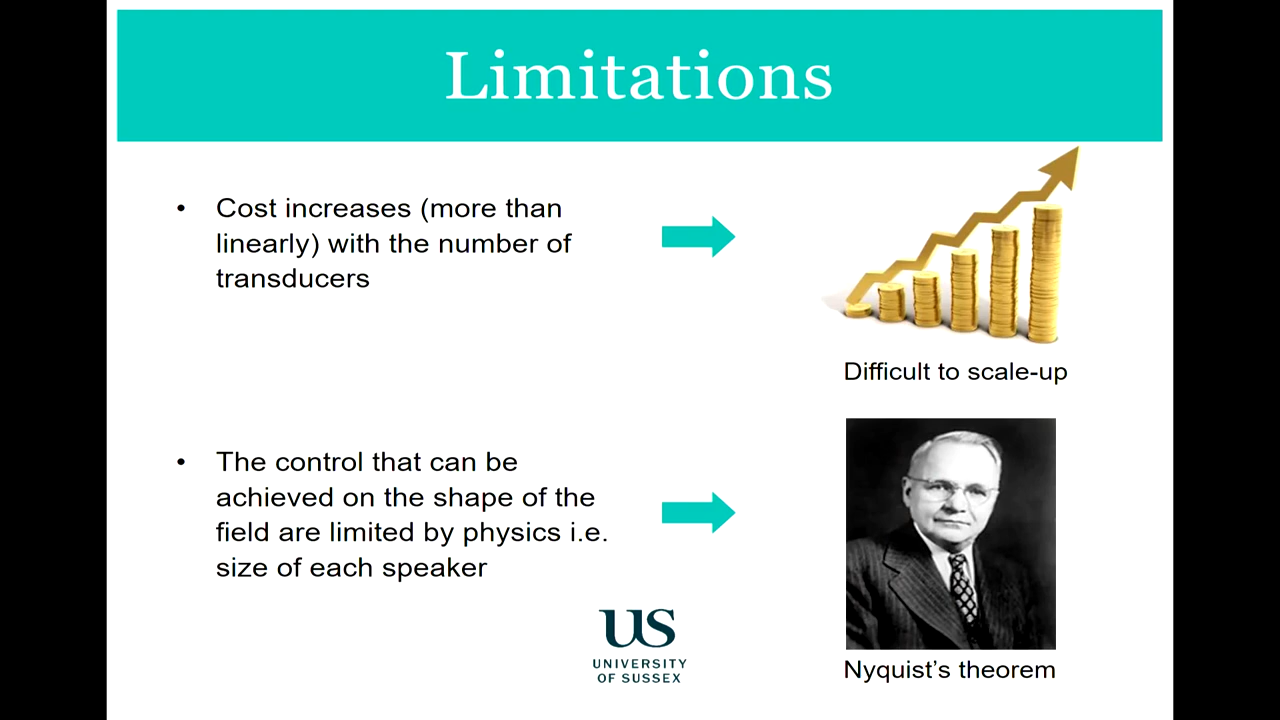 Limitations
• Cost increases (more than
linearly) with the number of
transducers
Difficult to scale-up
• The control that can be
achieved on the shape of the
field are limited by physics i.e.
size of each speaker
Nyquist's theorem
US
UNIVERSITY
OF SUSSEX